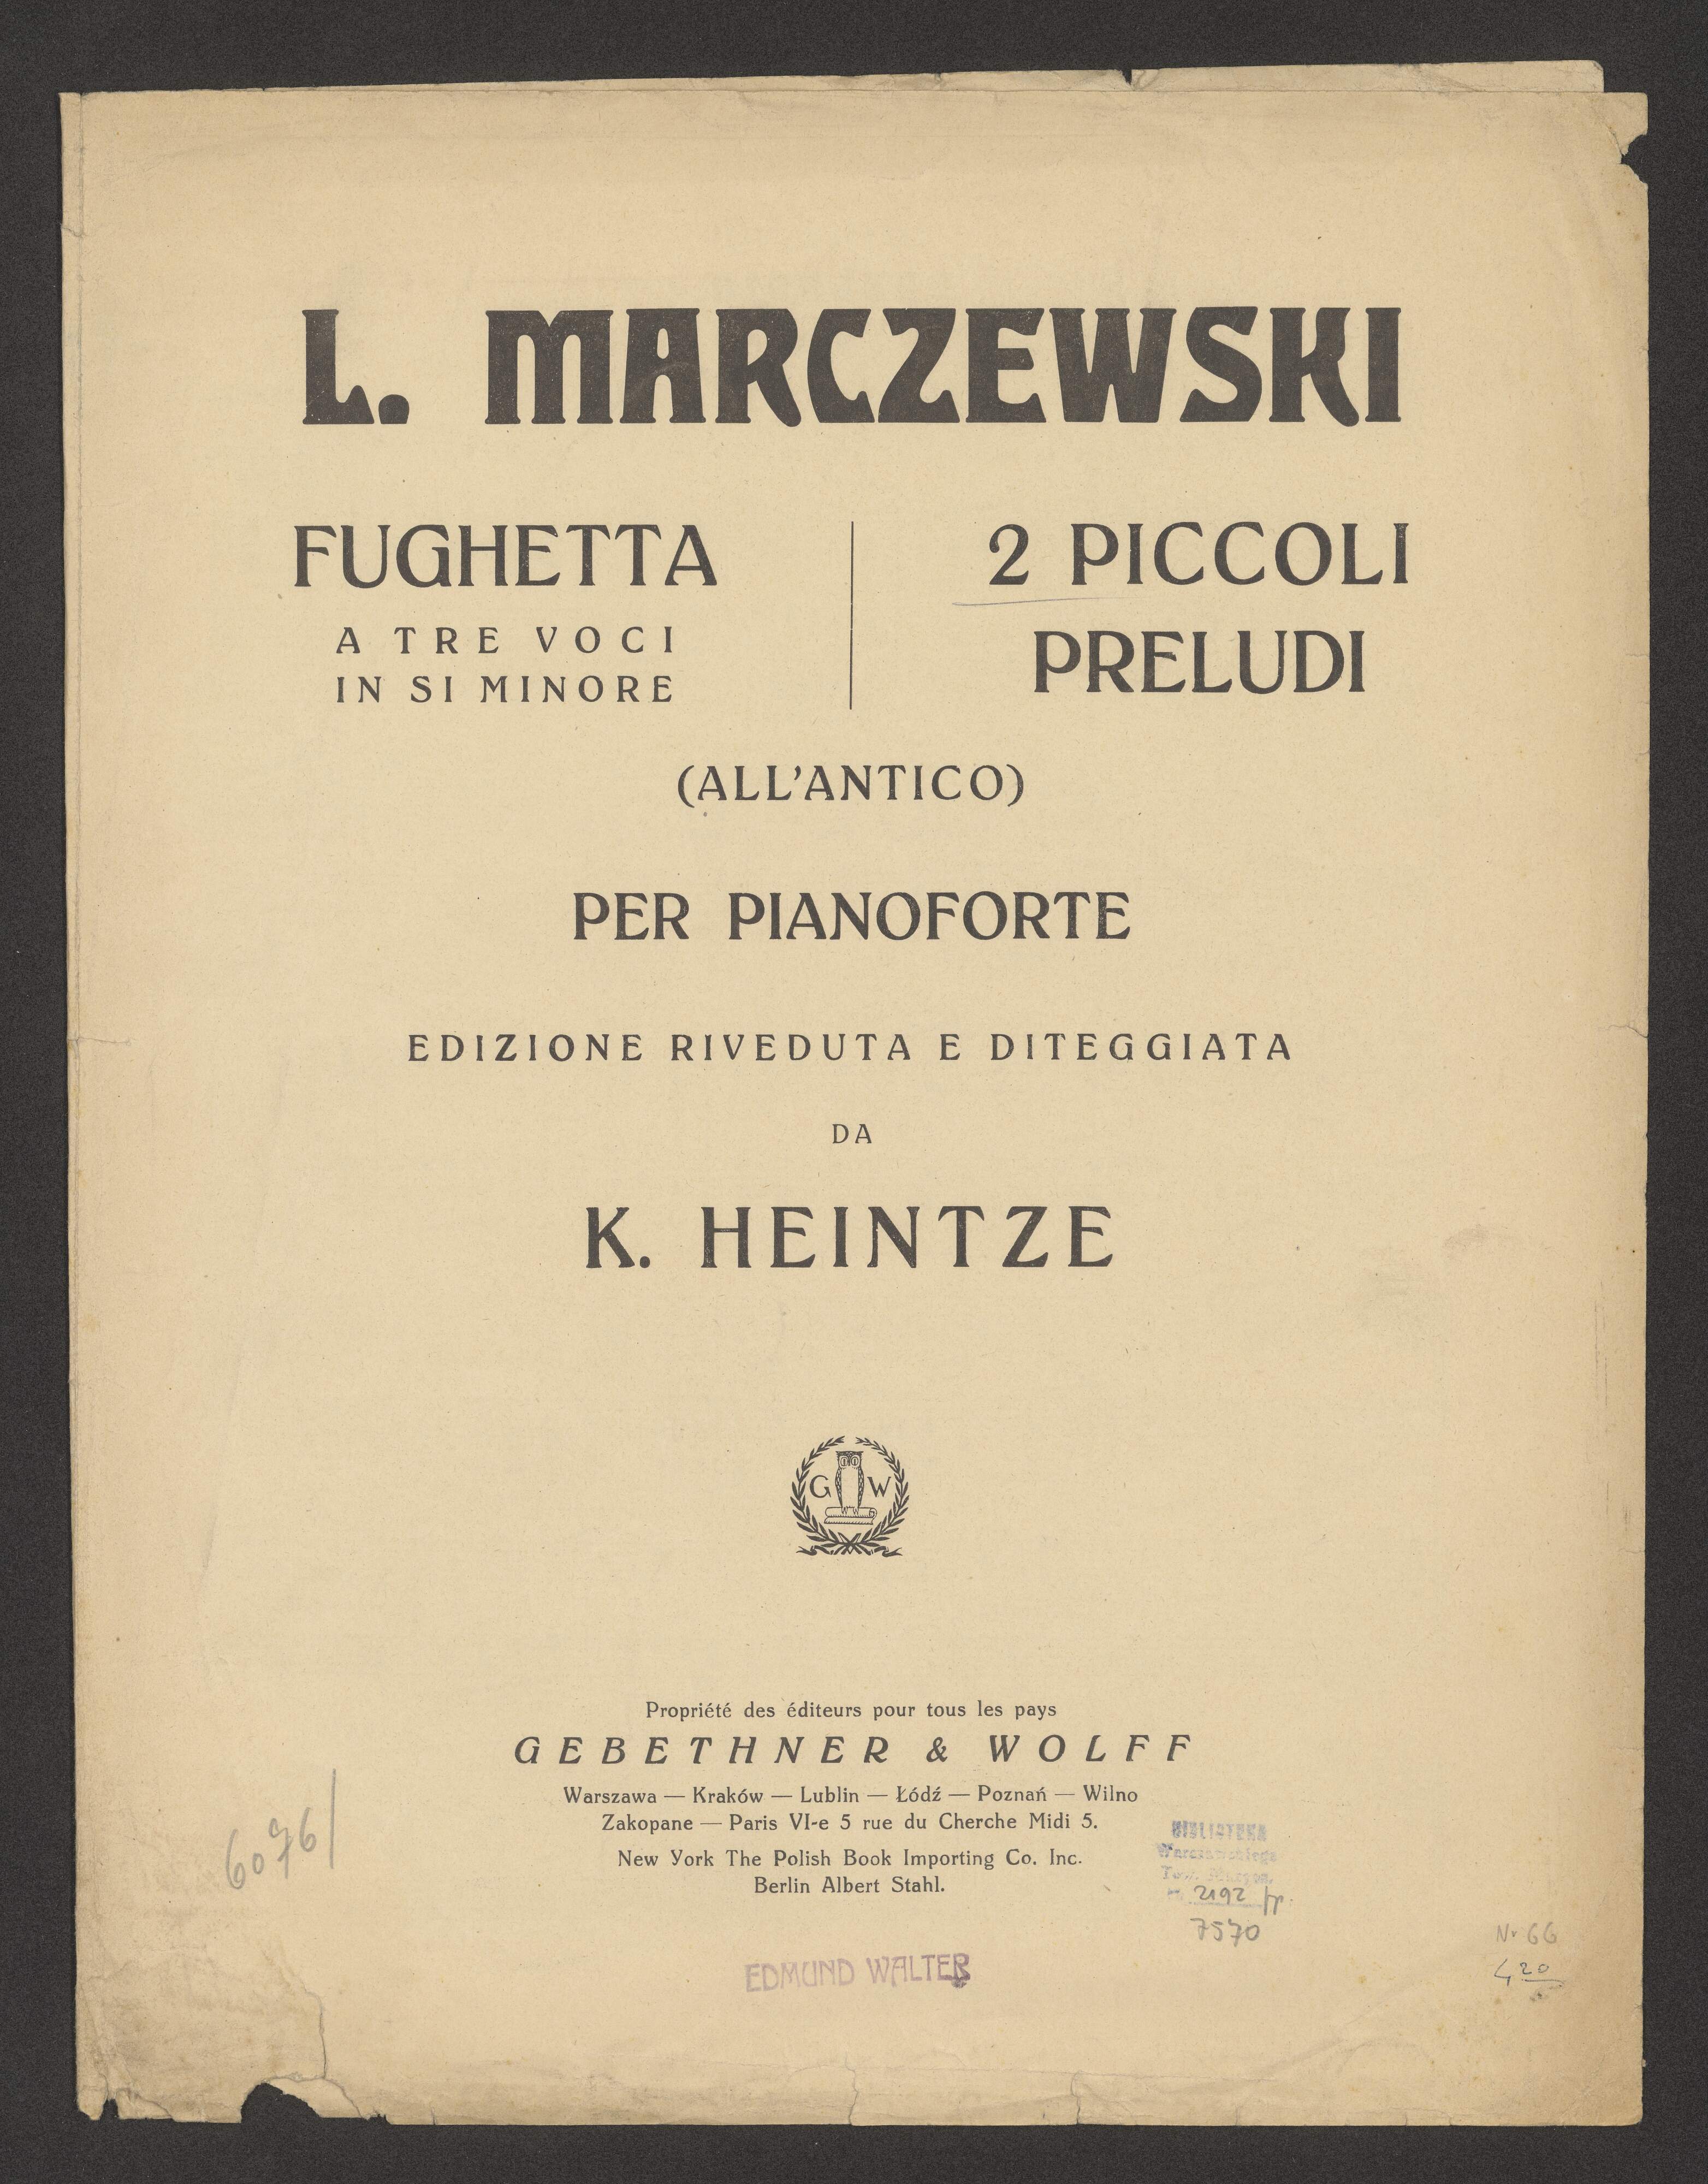 L. MARCZEWSKI
FUGHETTA
A TRE VOCI
IN SI MINORE
2 PICCOLI
PRELUDI
(ALL'ANTICO)
PER PIANOFORTE
EDIZIONE RIVEDUTA E DITEGGIATA
DA
K. HEINTZE
G W
Propriété des éditeurs pour tous les pays
GEBETHNER & WOLFF
Warszawa — Kraków — Lublin — Łódź — Poznań — Wilno
Zakopane — Paris VI-e 5 rue du Cherche Midi 5.
New York The Polish Book Importing Co. Inc.
Berlin Albert Stahl.
6076/
BIBLIOTEKA
Warszawskiego
2192
7570
EDMUND WALTER
Nr 66
4 20